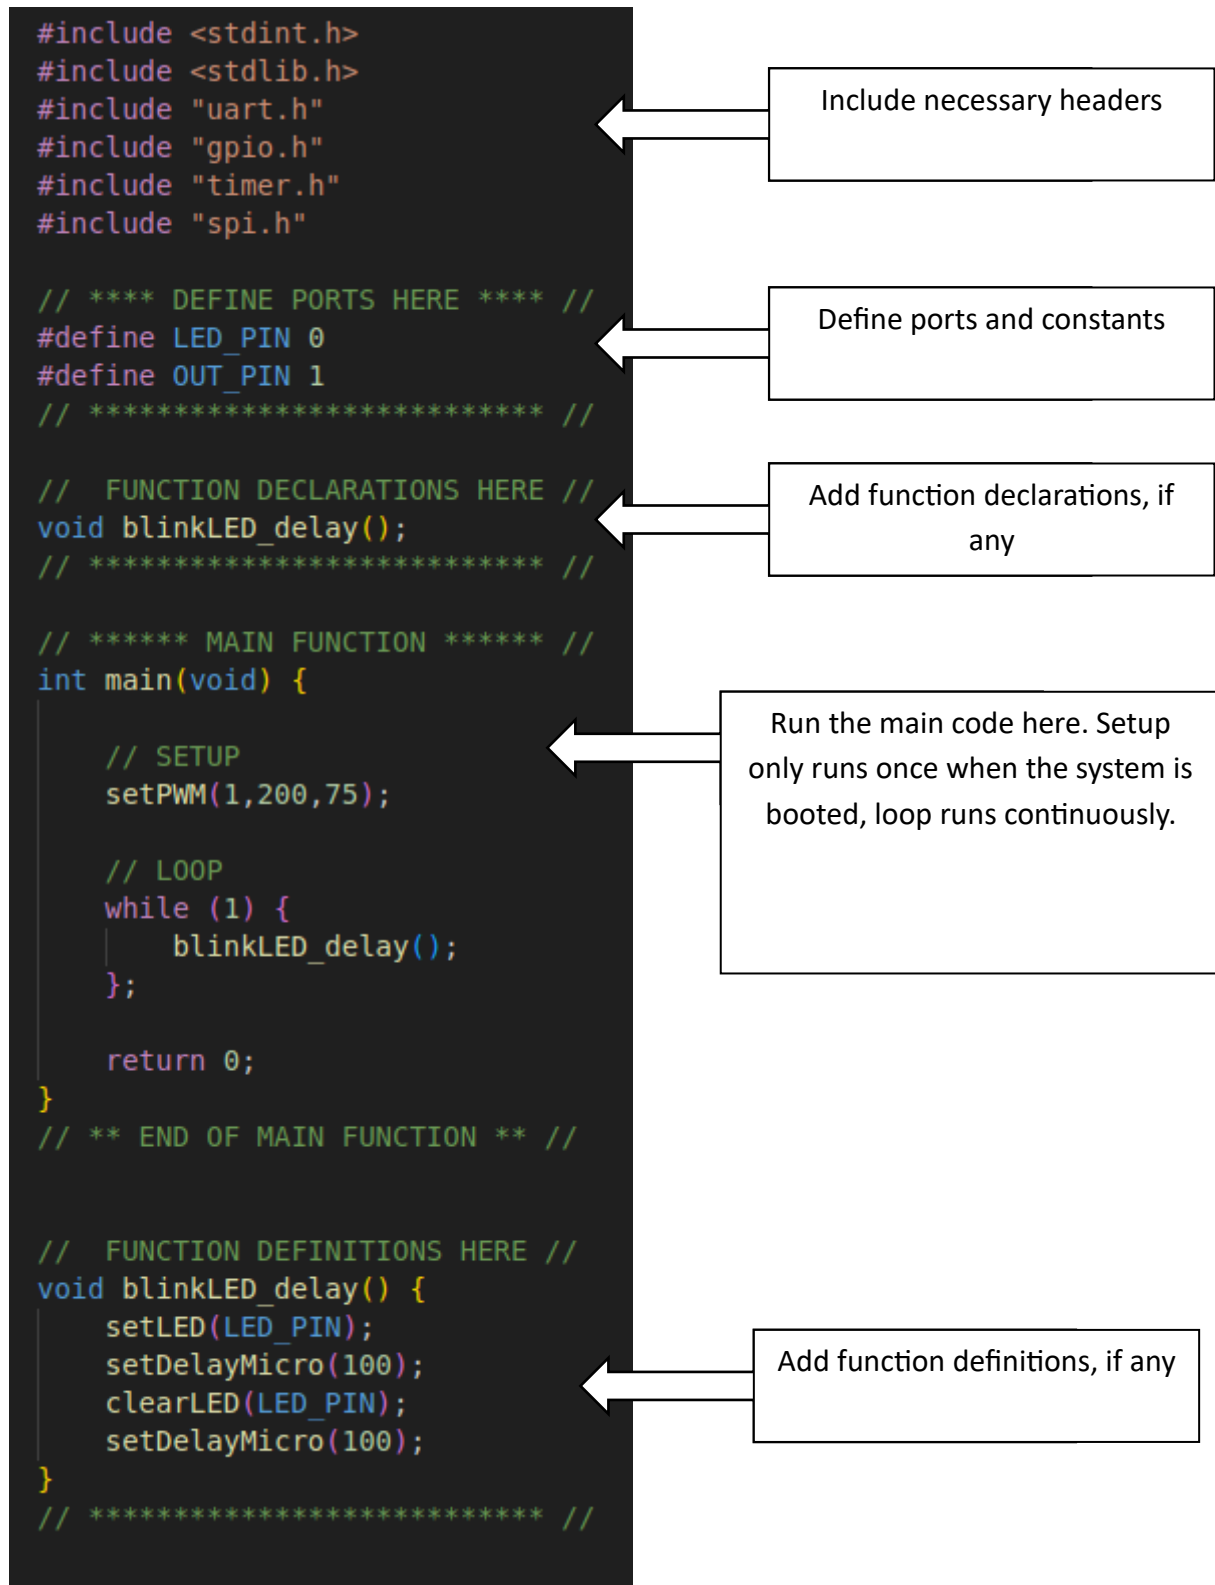 #include <stdint.h>
#include <stdlib.h>
#include "uart.h"
#include "gpio.h"
#include "timer.h"
#include "spi.h"
Include necessary headers
// **** DEFINE PORTS HERE **** //
#define LED_PIN 0
#define OUT_PIN 1
// *************************** //
Define ports and constants
//  FUNCTION DECLARATIONS HERE //
void blinkLED_delay();
// *************************** //
Add function declarations, if
any
// ****** MAIN FUNCTION ****** //
int main(void) {
    // SETUP
    setPWM(1,200,75);
    // LOOP
    while (1) {
        blinkLED_delay();
    };
    return 0;
}
// ** END OF MAIN FUNCTION ** //
Run the main code here. Setup
only runs once when the system is
booted, loop runs continuously.
//  FUNCTION DEFINITIONS HERE //
void blinkLED_delay() {
    setLED(LED_PIN);
    setDelayMicro(100);
    clearLED(LED_PIN);
    setDelayMicro(100);
}
// *************************** //
Add function definitions, if any